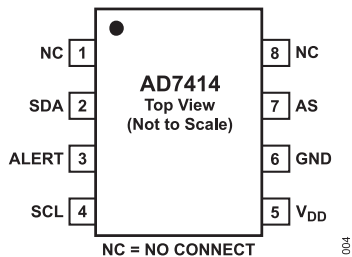 NC 1 8 NC
AD7414
Top View
(Not to Scale)
SDA 2 7 AS
ALERT 3 6 GND
SCL 4 5 VDD
NC = NO CONNECT
004